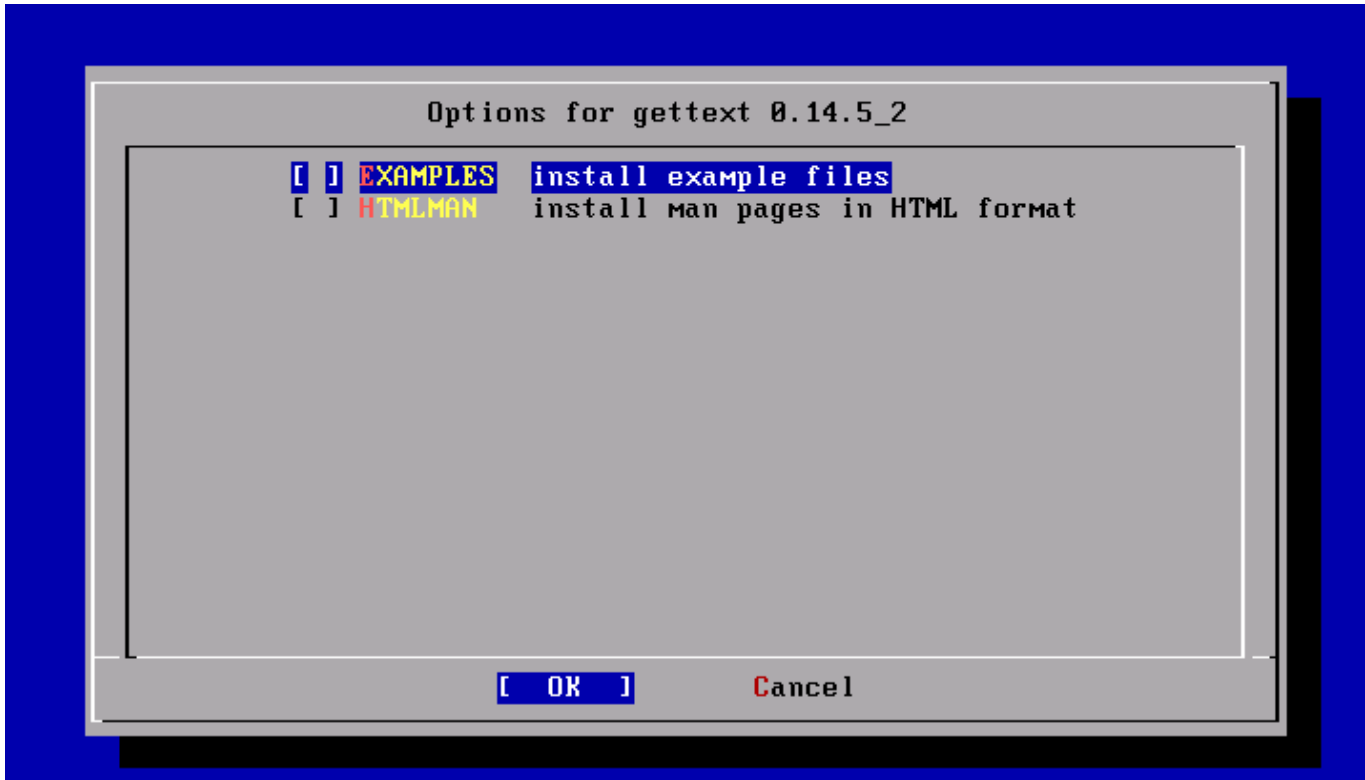 Options for gettext 0.14.5_2
[ ] EXAMPLES install example files
[ ] HTMLMAN install man pages in HTML format
[ OK ] Cancel